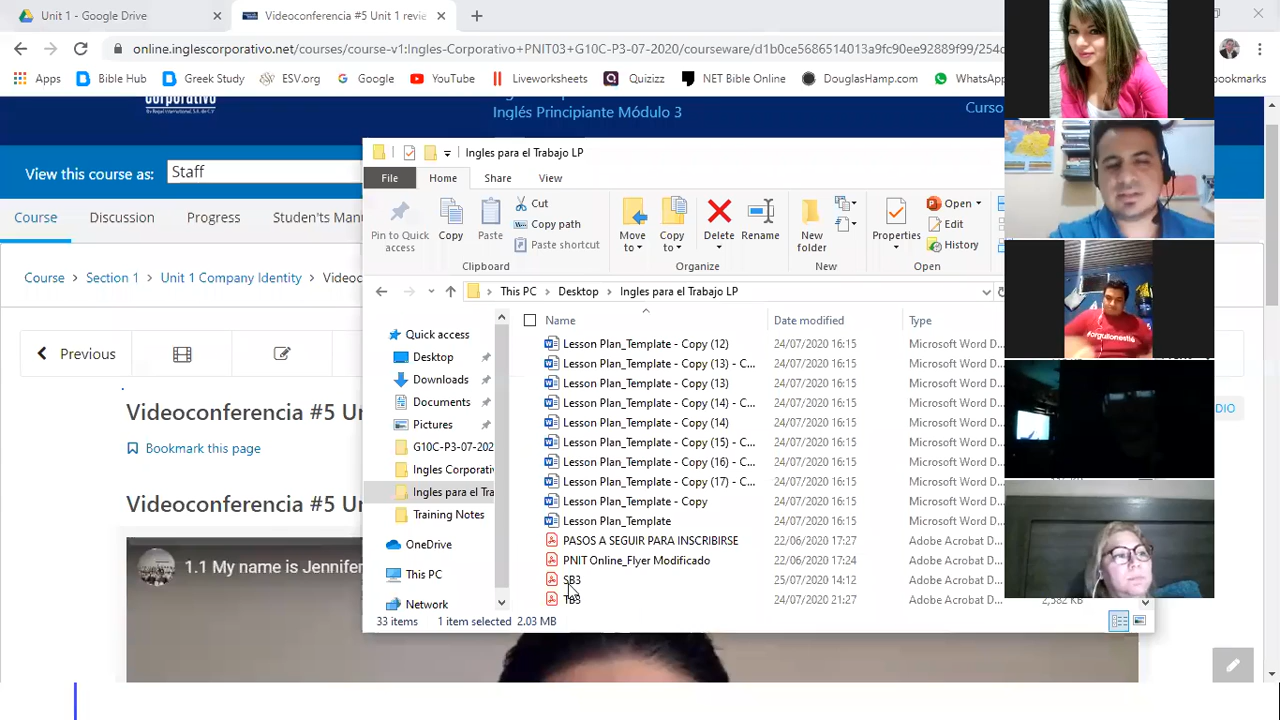 Unit 1 - Google Drive
Videoconferencia #5 Unit 1 revie
online.inglescorporativo.net/courses/course-v1:Ingles-Corporativo+PNIT03+G10C-P3-07-2020/courseware/
Apps Bible Hub Greek Study ESV.org Google YouTube Liveworksheets Quizizz NET Bible Online DouglasHamp.com WhatsApp
bookmarks
corporativo
Inglés Principiante Módulo 3
Curso
View this course as: Staff
Course Discussion Progress Studen'ts Manu
Course > Section 1 > Unit 1 Company Identity > Videoc
Previous
Videoconferencia #5 Un
Bookmark this page
Videoconferencia #5 Un
1.1 My name is Jennifer
Ingles para el Trabajo LP
File Home Share
Pin to Quick access
Copy
Paste
Cut
Copy path
Paste shortcut
Clipboard
Move to
Copy to
Delete
Rename
Organize
New folder
New
Properties
Open
Edit
History
Open
This PC > Desktop > Ingles para el Trabajo LP
Name Date modified Type
Quick access
Desktop
Downloads
Documents
Pictures
G10C-P3-07-202
Ingles Corporativ
Ingles para el Tra
Training Notes
OneDrive
This PC
Network
Lesson Plan_Template - Copy (12) 24/07/2020 16:15 Microsoft Word D...
Lesson Plan_Template - Copy (13) - C... 24/07/2020 16:15 Microsoft Word D...
Lesson Plan_Template - Copy (13) 24/07/2020 16:15 Microsoft Word D...
Lesson Plan_Template - Copy (14) - C... 24/07/2020 16:15 Microsoft Word D...
Lesson Plan_Template - Copy (14) 24/07/2020 16:15 Microsoft Word D...
Lesson Plan_Template - Copy (15) - C... 24/07/2020 16:15 Microsoft Word D...
Lesson Plan_Template - Copy (16) - C... 24/07/2020 16:15 Microsoft Word D...
Lesson Plan_Template - Copy (17) - C... 24/07/2020 16:15 Microsoft Word D...
Lesson Plan_Template - Copy 24/07/2020 16:15 Microsoft Word D...
Lesson Plan_Template 24/07/2020 16:15 Microsoft Word D...
PASOS A SEGUIR PARA INSCRIBIRSE 22/06/2020 17:27 Adobe Acrobat D...
PNIT Online_Flyer Modificado 22/06/2020 17:24 Adobe Acrobat D...
SB3 25/07/2020 14:12 Adobe Acrobat D...
TB3 24/07/2020 21:27 Adobe Acrobat D... 2,582 KB
33 items item selected 2.03 MB
#orgullonestlé
DIO